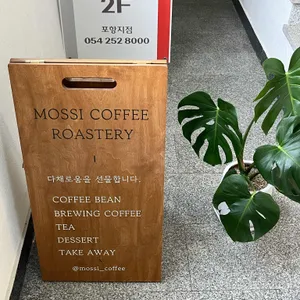 2F
포항지점
054 252 8000
MOSSI COFFEE
ROASTERY
다채로움을 선물합니다.
COFFEE BEAN
BREWING COFFEE
TEA
DESSERT
TAKE AWAY
@mossi_coffee